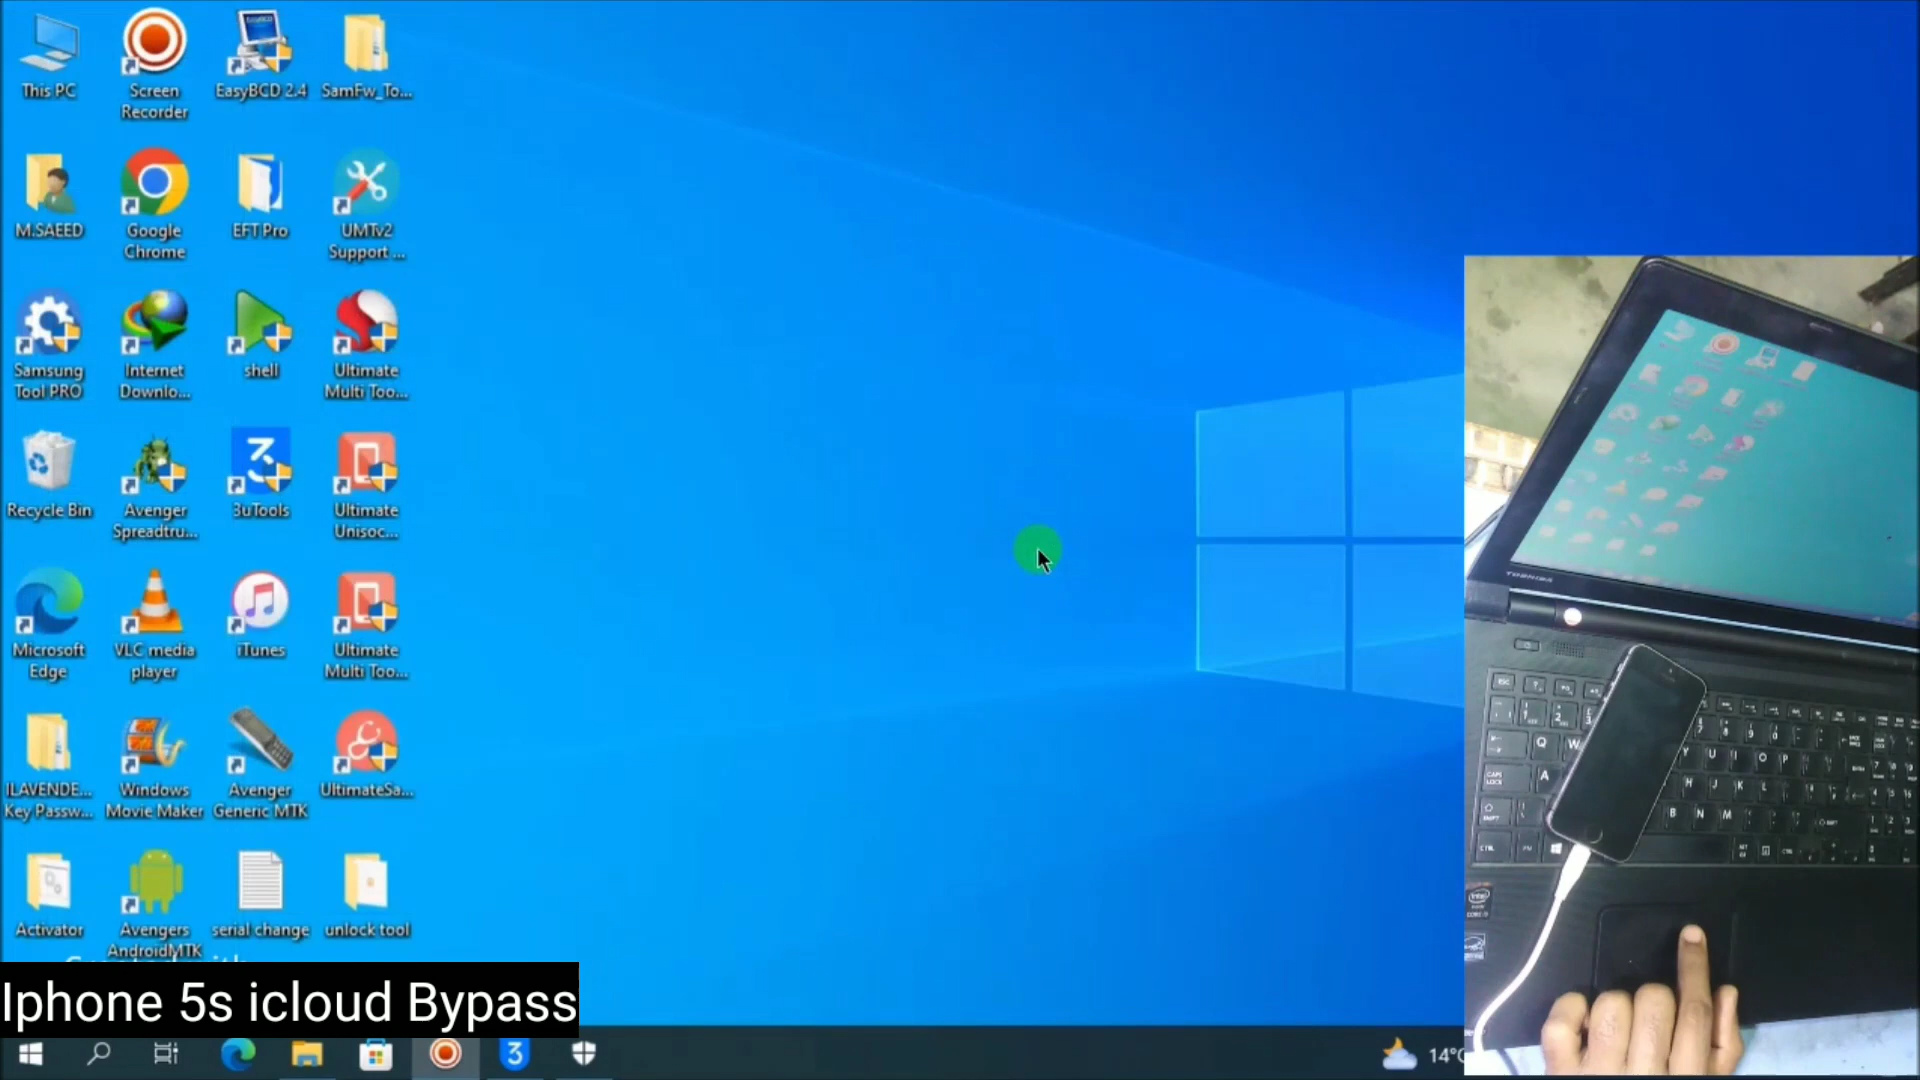 This PC
Screen
Recorder
EasyBCD 2.4
SamFw_To...
M.SAEED
Google
Chrome
EFT Pro
UMTv2
Support ...
Samsung
Tool PRO
Internet
Downlo...
shell
Ultimate
Multi Too...
Recycle Bin
Avenger
Spreadtru...
3uTools
Ultimate
Unisoc...
Microsoft
Edge
VLC media
player
iTunes
Ultimate
Multi Too...
ILAVENDE...
Key Passw...
Windows
Movie Maker
Avenger
Generic MTK
UltimateSa...
Activator
Avengers
AndroidMTK
serial change
unlock tool
Iphone 5s icloud Bypass
14°C
TOSHIBA